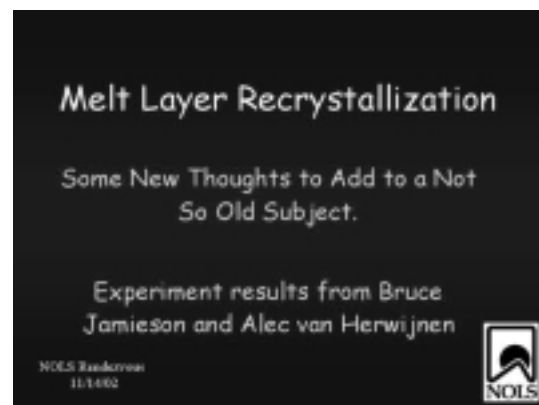 Melt Layer Recrystallization
Some New Thoughts to Add to a Not
So Old Subject.
Experiment results from Bruce
Jamieson and Alec van Herwijnen
NOLS Rendezvous
11/14/02
NOLS